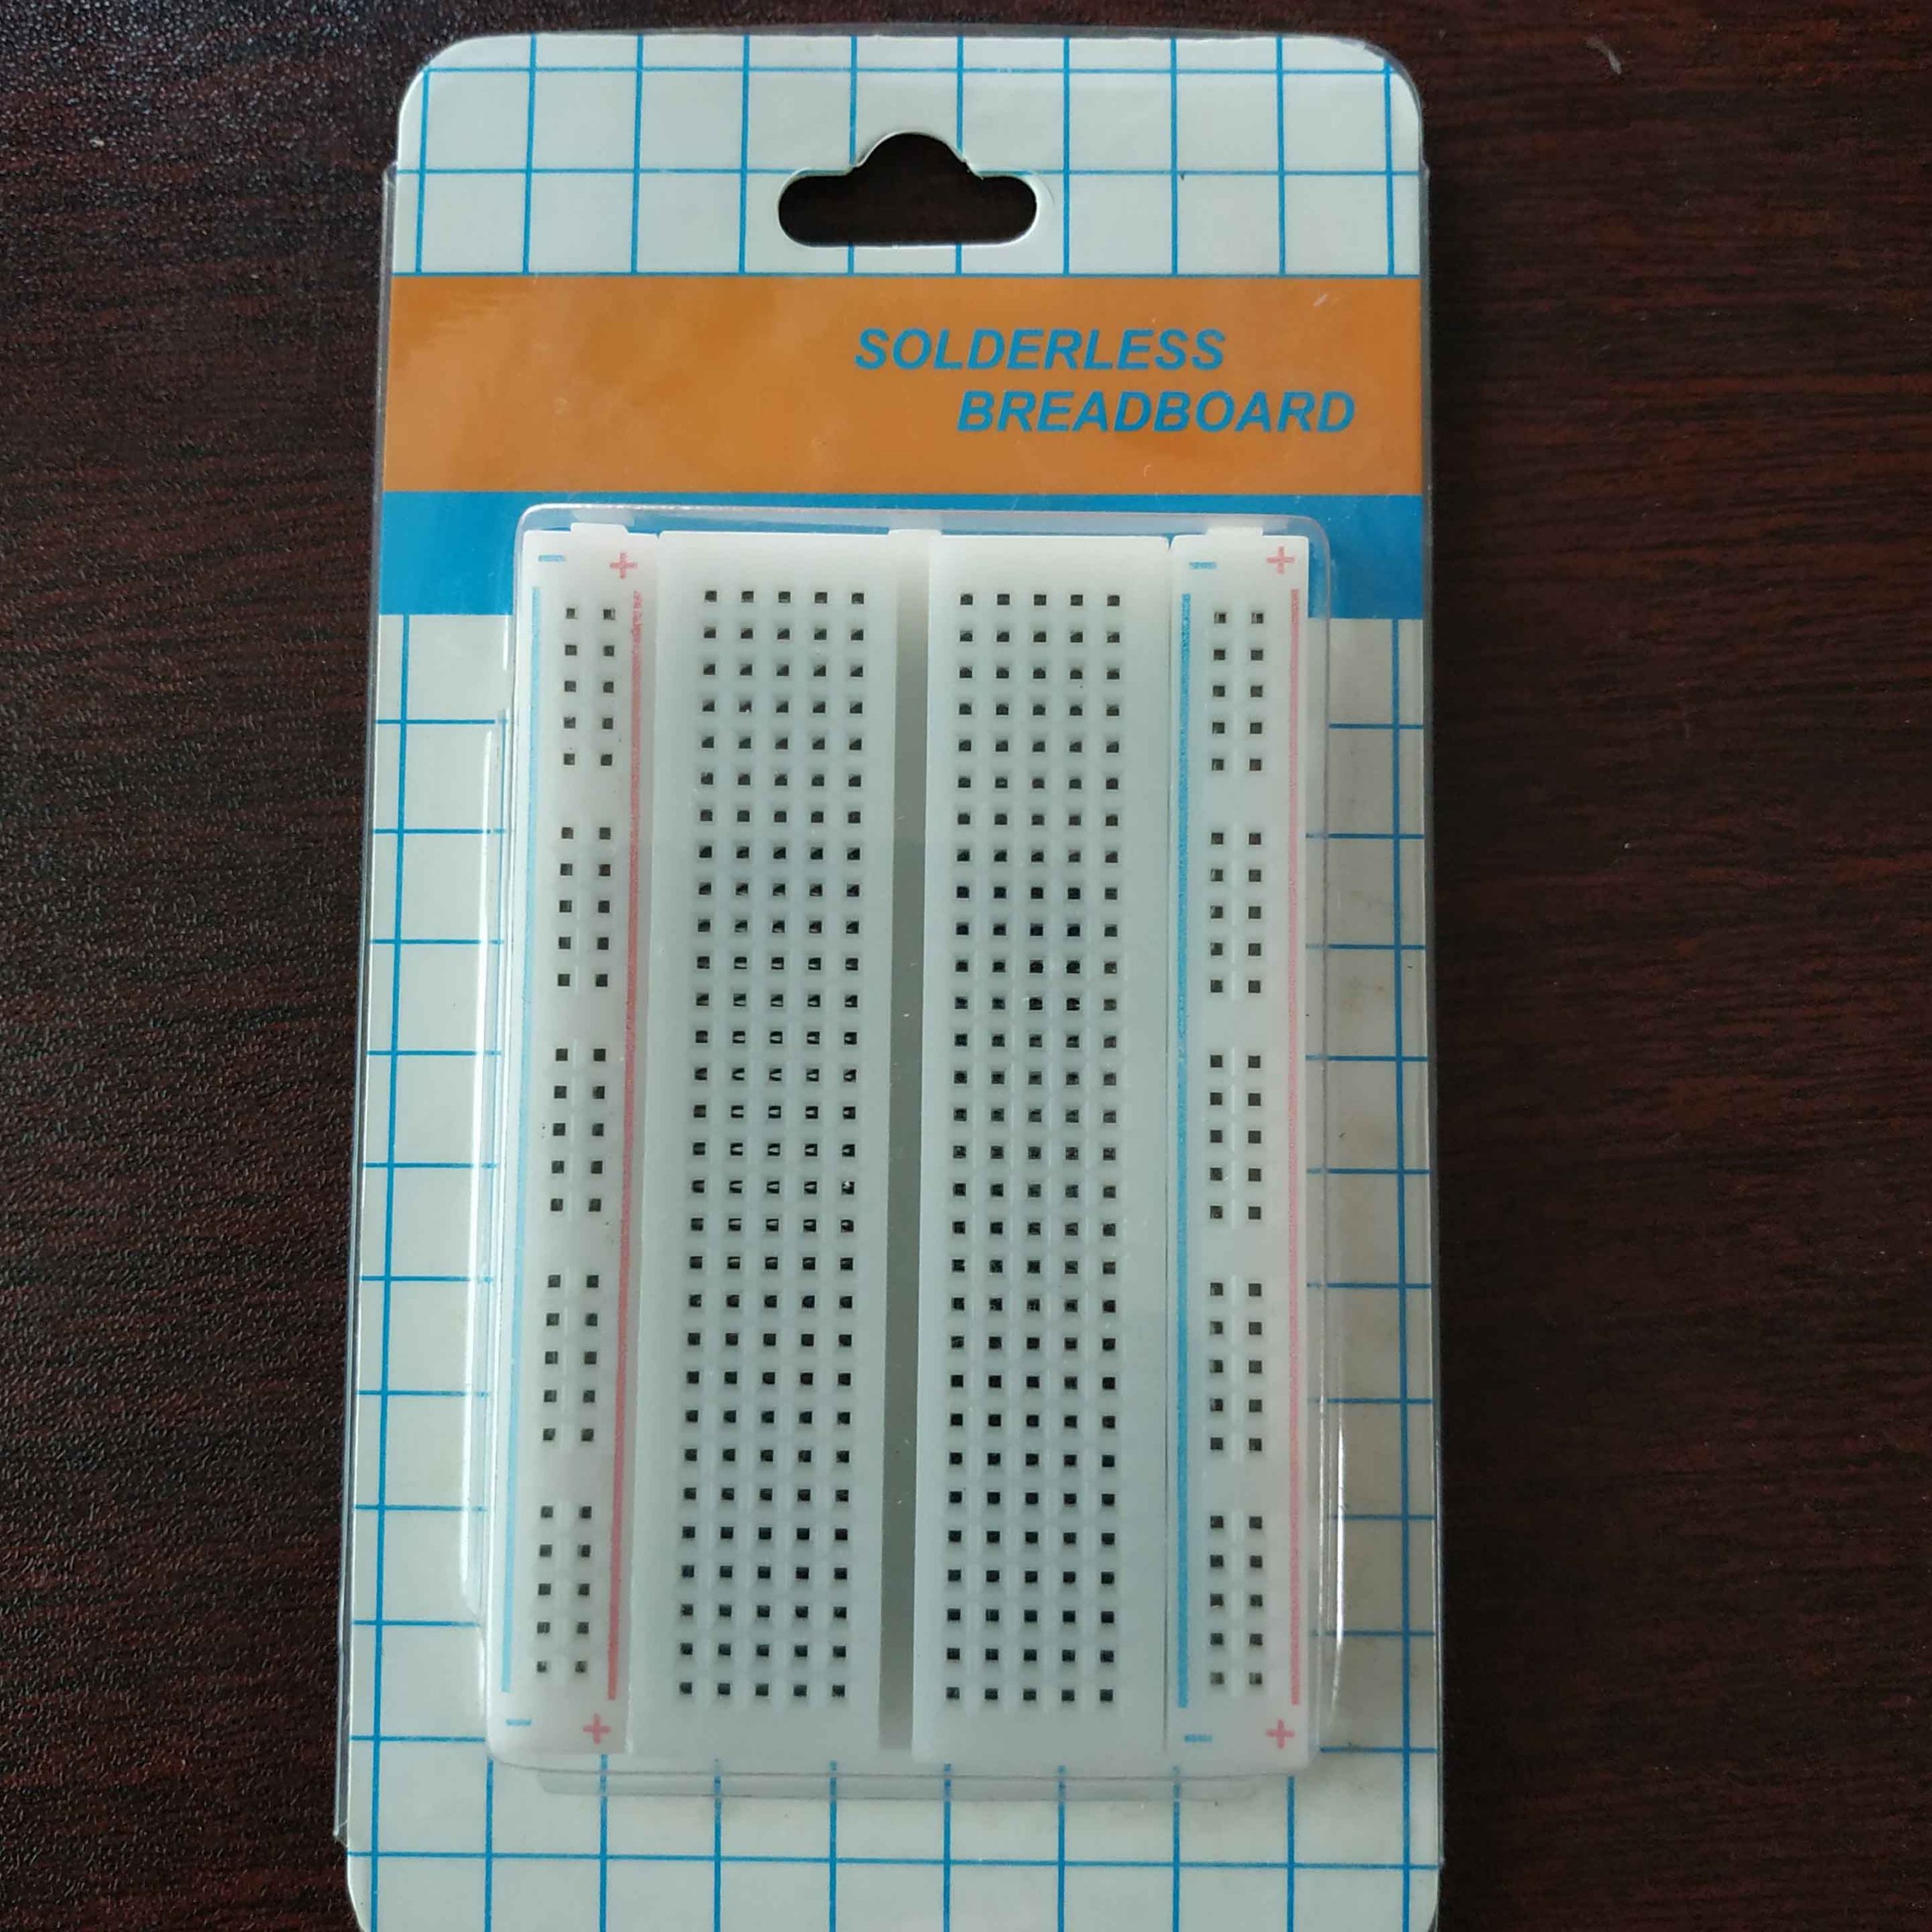 SOLDERLESS
BREADBOARD
- +
- +
- +
- +